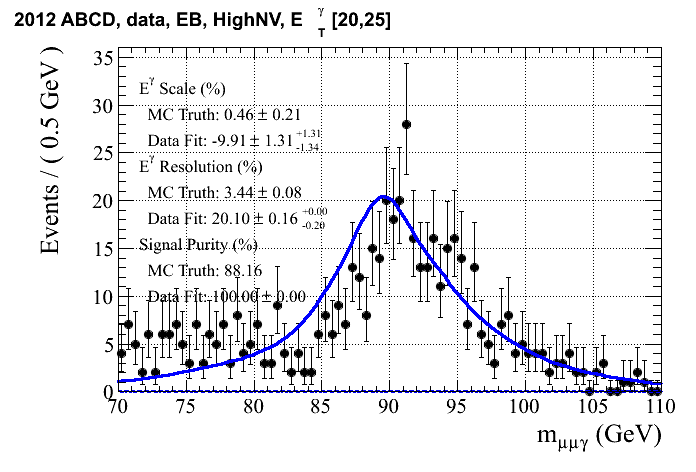 2012 ABCD, data, EB, HighNV, E_T^γ [20,25]
Events / ( 0.5 GeV )
35
30
25
20
15
10
5
0
E^γ Scale (%)
MC Truth: 0.46 ± 0.21
Data Fit: -9.91 ± 1.31 +1.31 -1.34
E^γ Resolution (%)
MC Truth: 3.44 ± 0.08
Data Fit: 20.10 ± 0.16 +0.00 -0.20
Signal Purity (%)
MC Truth: 88.16
Data Fit: 100.00 ± 0.00
70 75 80 85 90 95 100 105 110
m_μμγ (GeV)